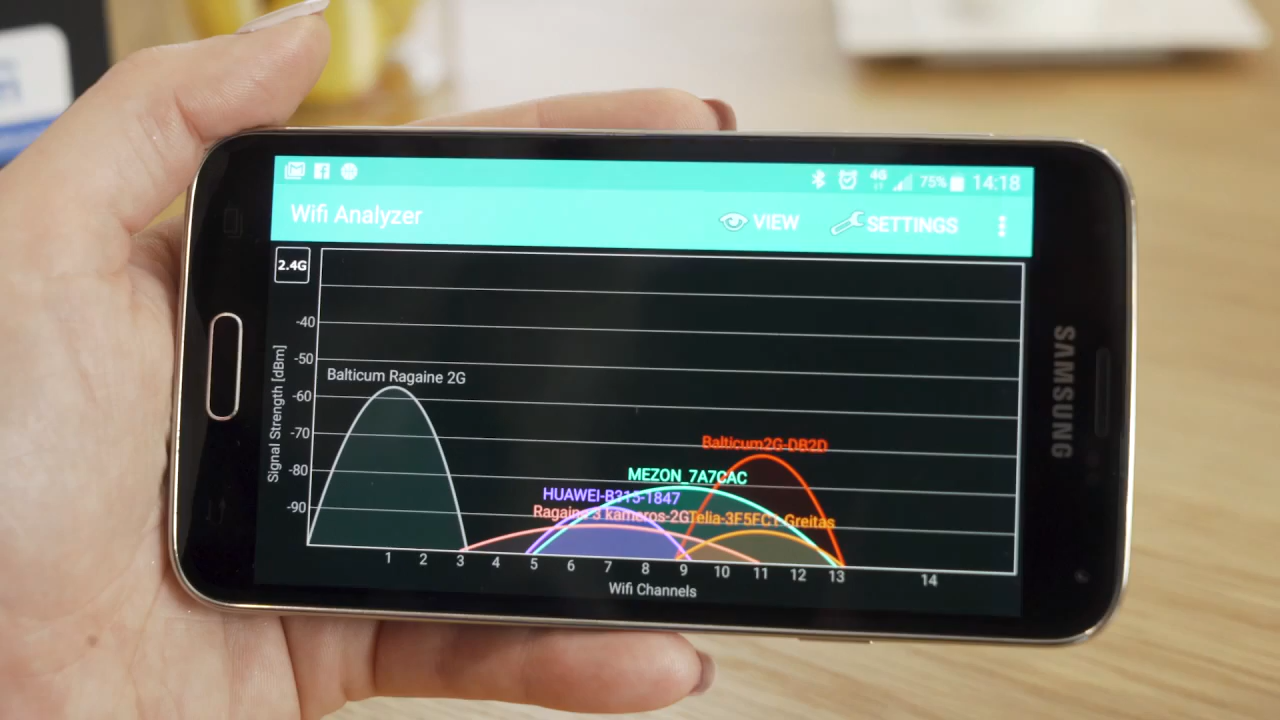 4G 75% 14:18
Wifi Analyzer VIEW SETTINGS
2.4G
Signal Strength [dBm]
-40
-50
-60
-70
-80
-90
Balticum Ragaine 2G
Balticum2G-DB2D
MEZON_7A7CAC
HUAWEI-B315-1847
Ragaine 3 kameros-2G
Telia-3F5FC1-Greitas
1 2 3 4 5 6 7 8 9 10 11 12 13 14
Wifi Channels
SAMSUNG